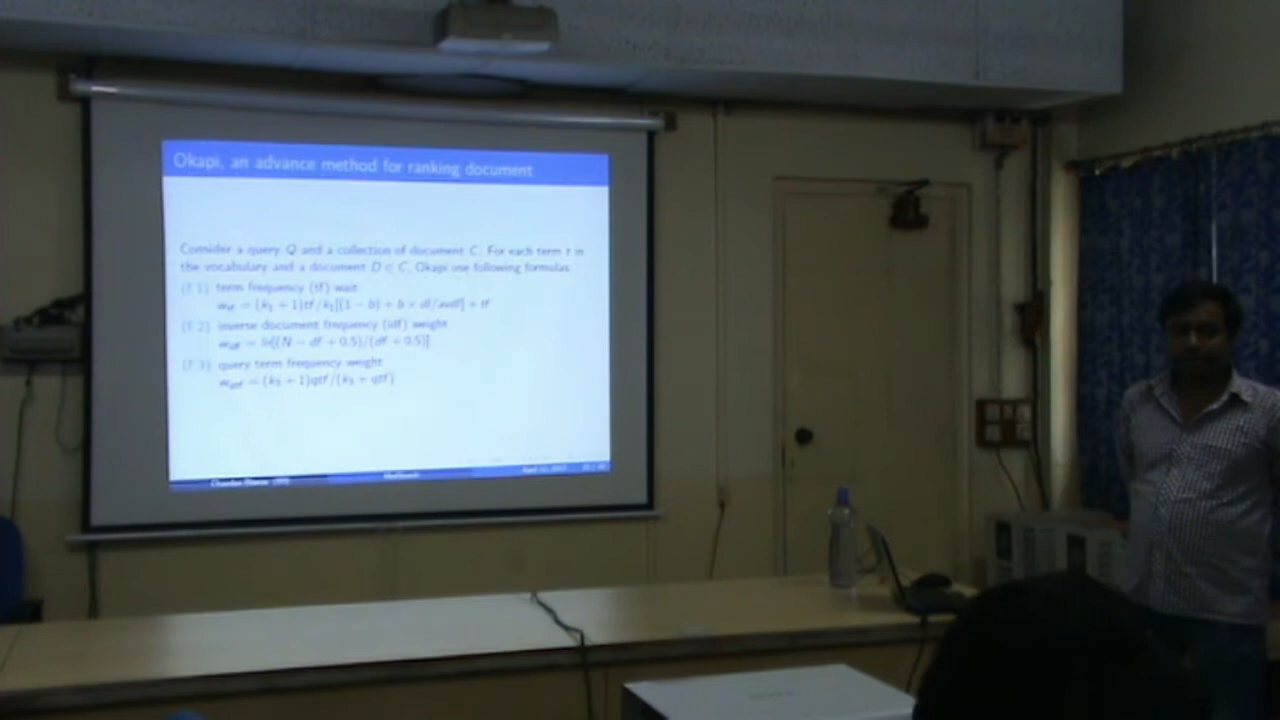 Okapi, an advance method for ranking document
Consider a query Q and a collection of document C. For each term t in
the vocabulary and a document D ∈ C, Okapi use following formulas:
(F.1) term frequency (tf) wait
w_tf = (k₁ + 1)tf/k₁[(1 − b) + b × dl/avdl] + tf
(F.2) inverse document frequency (idf) weight
w_idf = ln[(N − df + 0.5)/(df + 0.5)]
(F.3) query term frequency weight
w_qtf = (k₃ + 1)qtf/(k₃ + qtf)